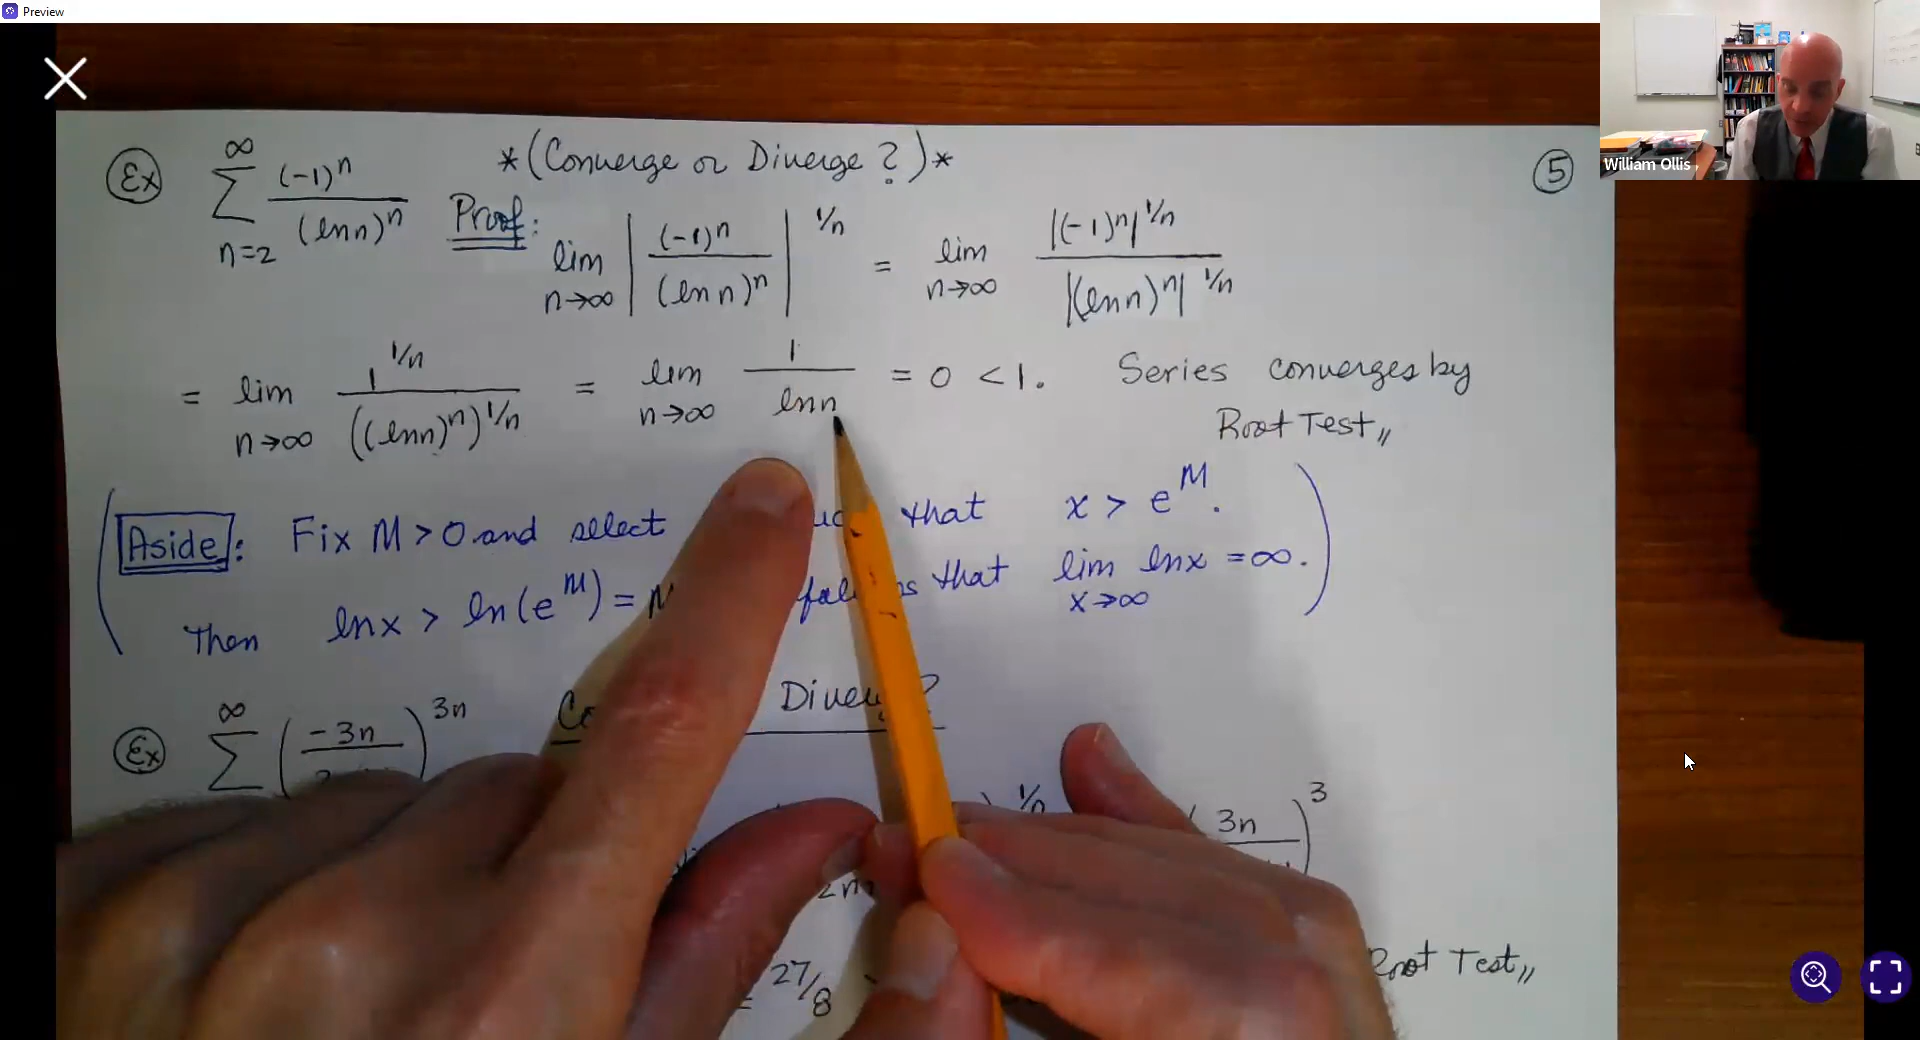 Preview
William Ollis
5
Ex ∑_{n=2}^{∞} (-1)^n / (ln n)^n *(Converge or Diverge?)*
Proof: lim_{n→∞} |(-1)^n / (ln n)^n|^{1/n} = lim_{n→∞} |(-1)^n|^{1/n} / |(ln n)^n|^{1/n}
= lim_{n→∞} 1^{1/n} / ((ln n)^n)^{1/n} = lim_{n→∞} 1 / ln n = 0 < 1. Series converges by
Root Test,,
(Aside: Fix M > 0 and select that x > e^M.
Then ln x > ln(e^M) = M that lim_{x→∞} ln x = ∞.)
Ex ∑^{∞} (-3n / )^{3n} Diverge?
1/n 3n )^3
27/8 Root Test,,